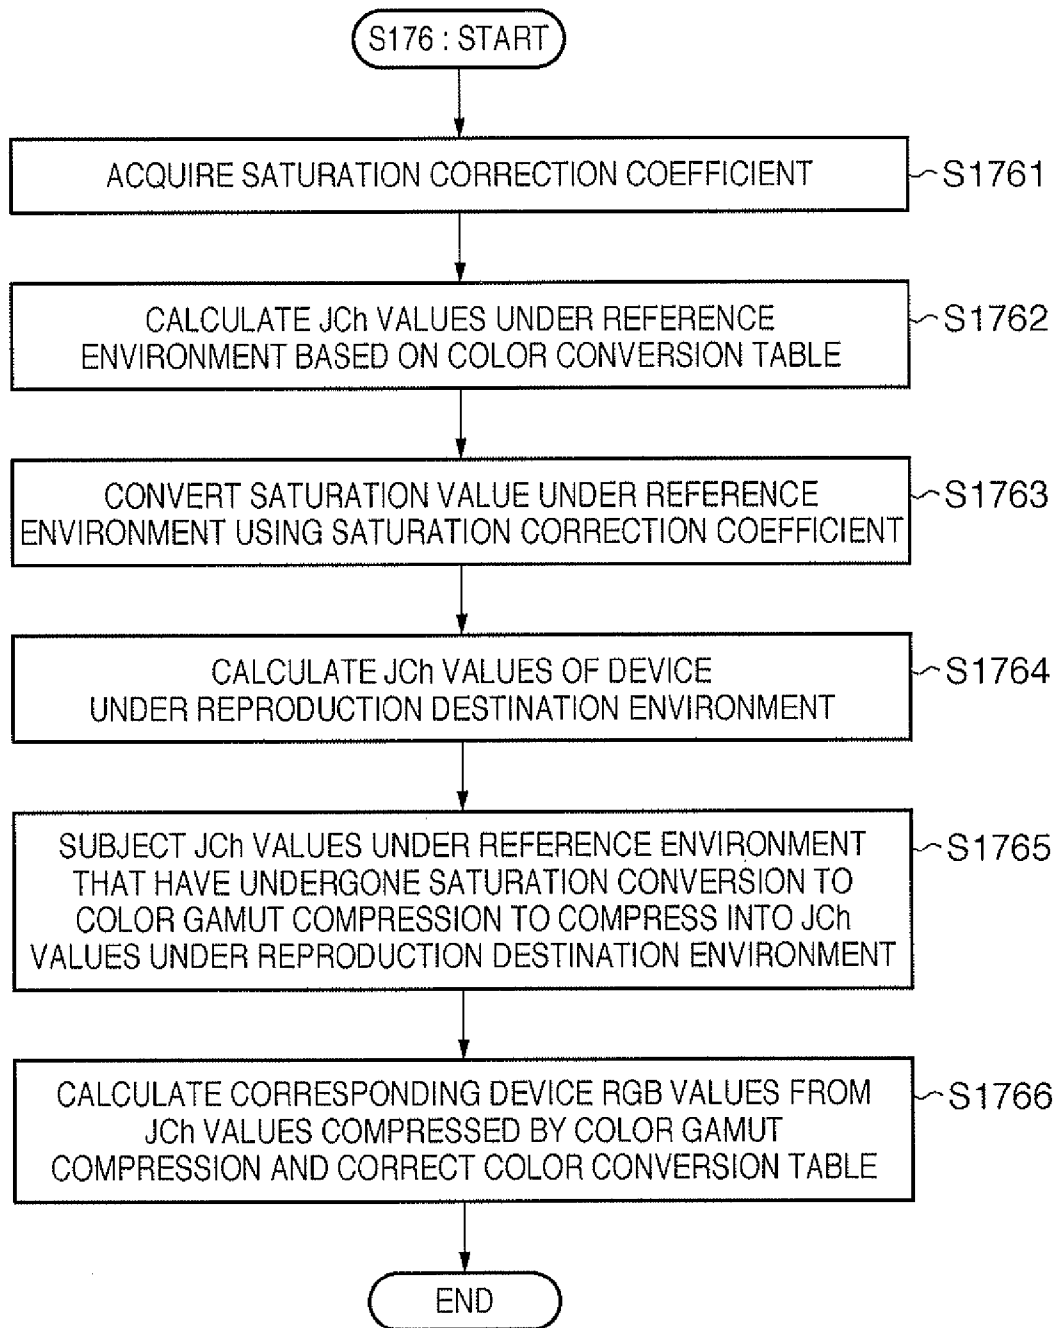 S176 : START
ACQUIRE SATURATION CORRECTION COEFFICIENT
S1761
CALCULATE JCh VALUES UNDER REFERENCE
ENVIRONMENT BASED ON COLOR CONVERSION TABLE
S1762
CONVERT SATURATION VALUE UNDER REFERENCE
ENVIRONMENT USING SATURATION CORRECTION COEFFICIENT
S1763
CALCULATE JCh VALUES OF DEVICE
UNDER REPRODUCTION DESTINATION ENVIRONMENT
S1764
SUBJECT JCh VALUES UNDER REFERENCE ENVIRONMENT
THAT HAVE UNDERGONE SATURATION CONVERSION TO
COLOR GAMUT COMPRESSION TO COMPRESS INTO JCh
VALUES UNDER REPRODUCTION DESTINATION ENVIRONMENT
S1765
CALCULATE CORRESPONDING DEVICE RGB VALUES FROM
JCh VALUES COMPRESSED BY COLOR GAMUT
COMPRESSION AND CORRECT COLOR CONVERSION TABLE
S1766
END